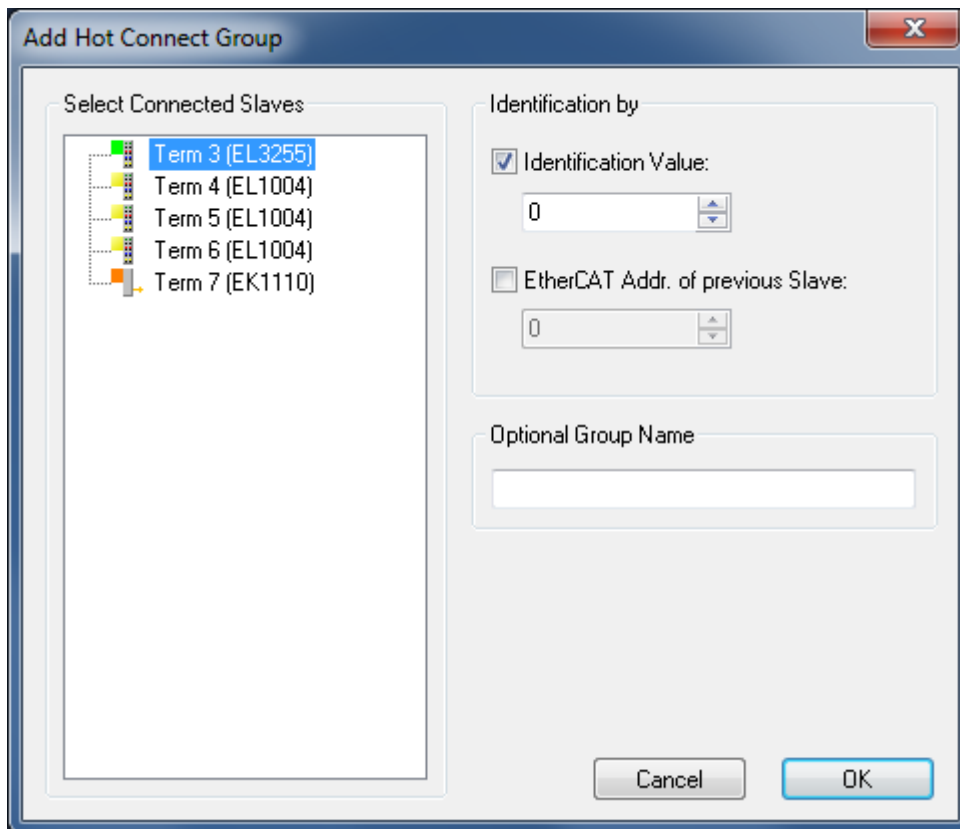 Add Hot Connect Group
Select Connected Slaves
Term 3 (EL3255)
Term 4 (EL1004)
Term 5 (EL1004)
Term 6 (EL1004)
Term 7 (EK1110)
Identification by
Identification Value:
0
EtherCAT Addr. of previous Slave:
0
Optional Group Name
Cancel
OK